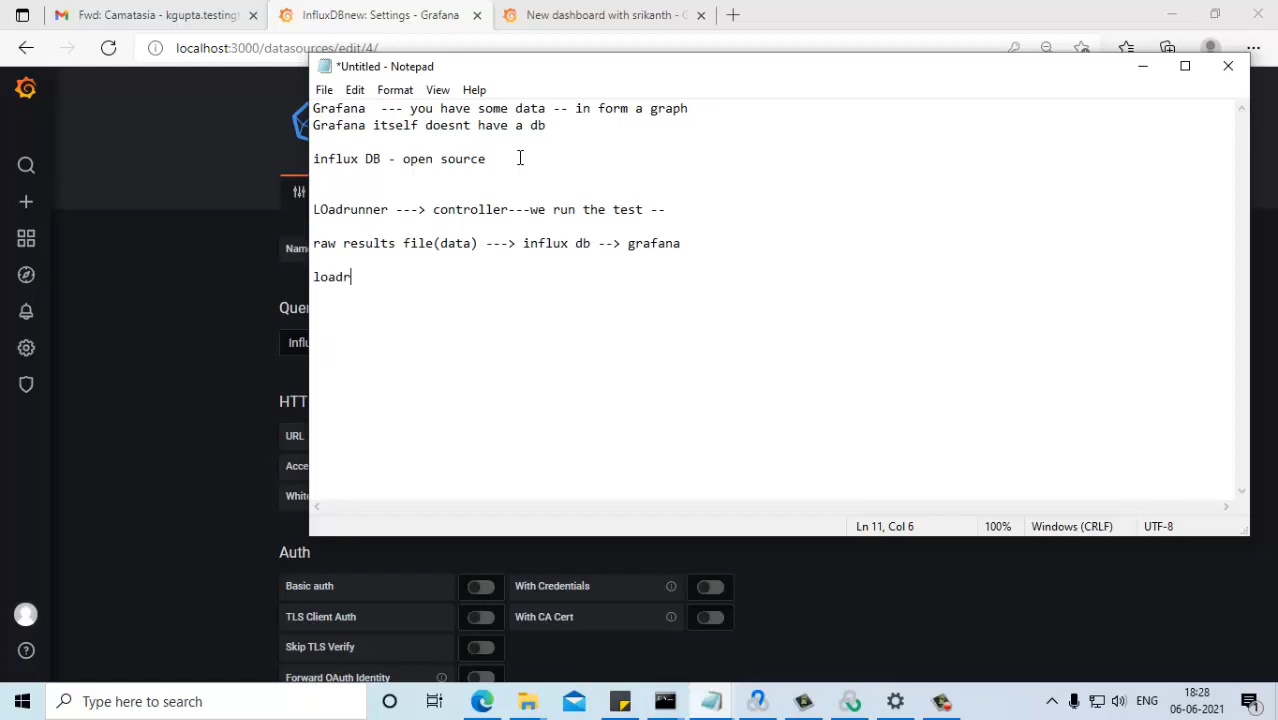 Fwd: Camatasia - kgupta.testing
InfluxDBnew: Settings - Grafana
New dashboard with srikanth - G
localhost:3000/datasources/edit/4/
*Untitled - Notepad
File Edit Format View Help
Grafana --- you have some data -- in form a graph
Grafana itself doesnt have a db
influx DB - open source
LOadrunner ---> controller---we run the test --
raw results file(data) ---> influx db --> grafana
loadr
Ln 11, Col 6 100% Windows (CRLF) UTF-8
Name
Quer
Influ
HTT
URL
Acce
White
Auth
Basic auth With Credentials
TLS Client Auth With CA Cert
Skip TLS Verify
Forward OAuth Identity
Type here to search
ENG
18:28
06-06-2021
1